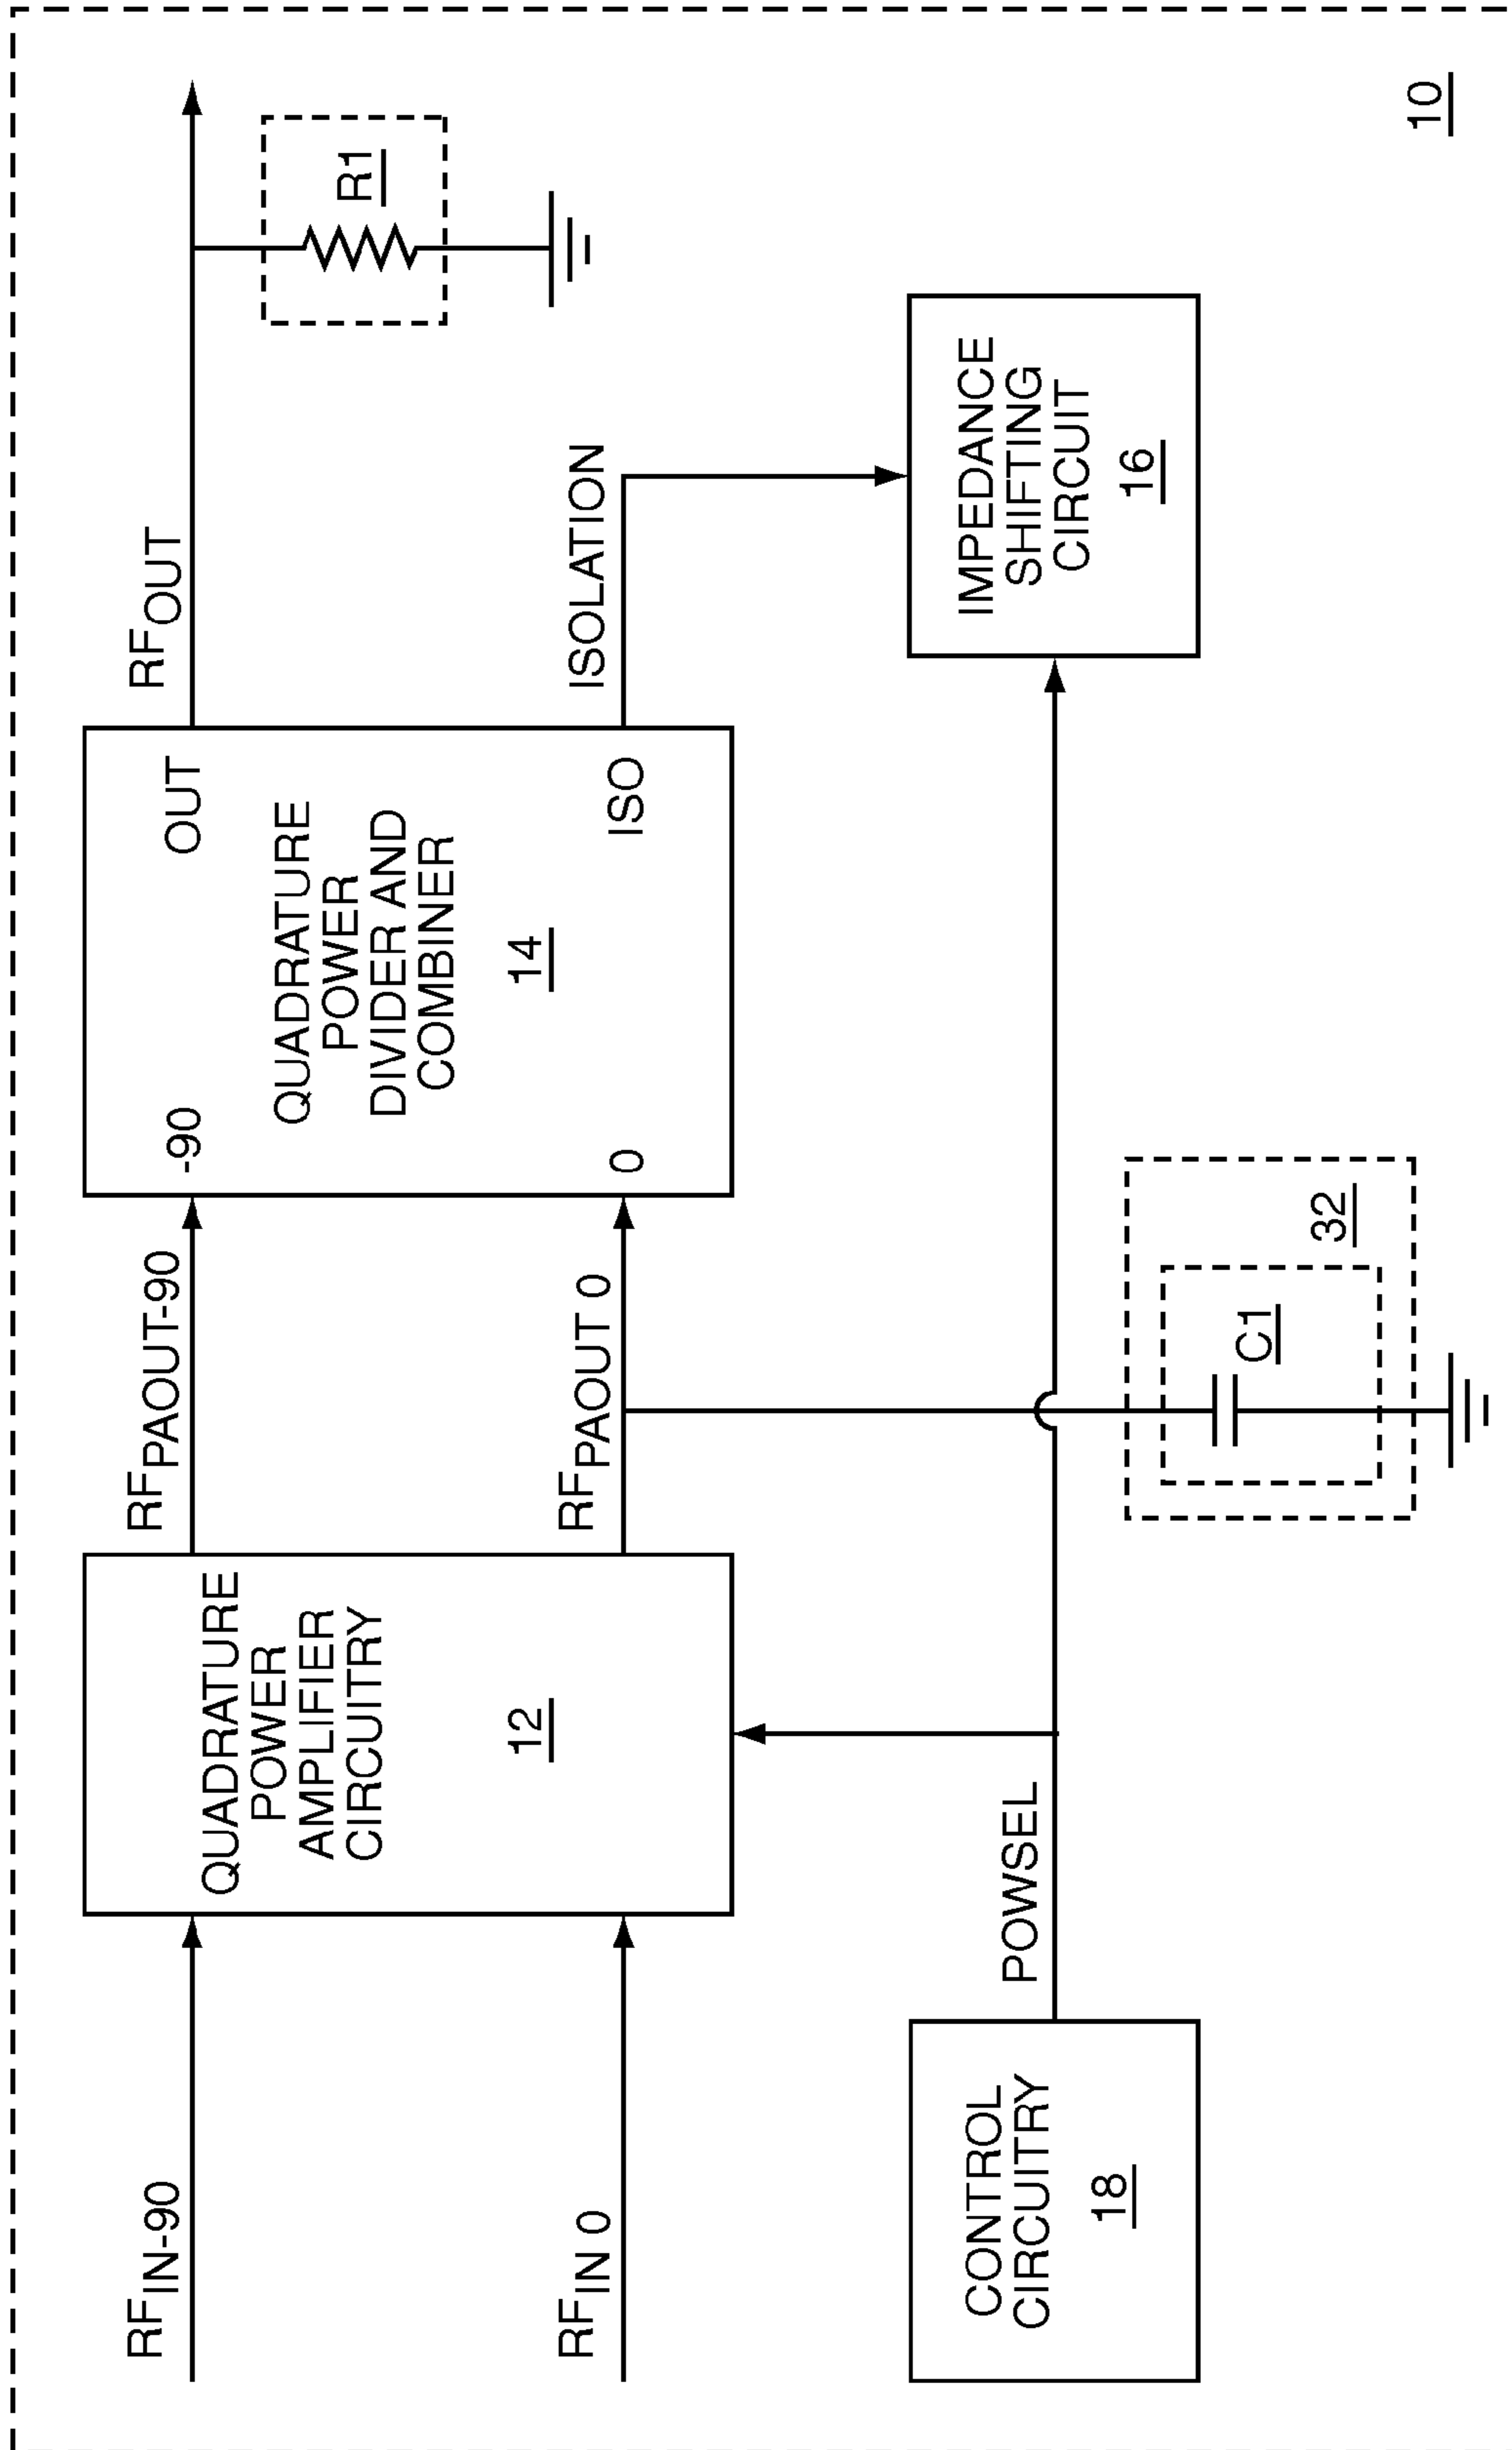 RFIN-90
QUADRATURE
POWER
AMPLIFIER
CIRCUITRY
12
RFPAOUT-90
-90
QUADRATURE
POWER
DIVIDER AND
COMBINER
14
OUT
RFOUT
R1
RFIN 0
RFPAOUT 0
0
ISO
ISOLATION
CONTROL
CIRCUITRY
18
POWSEL
C1
32
IMPEDANCE
SHIFTING
CIRCUIT
16
10